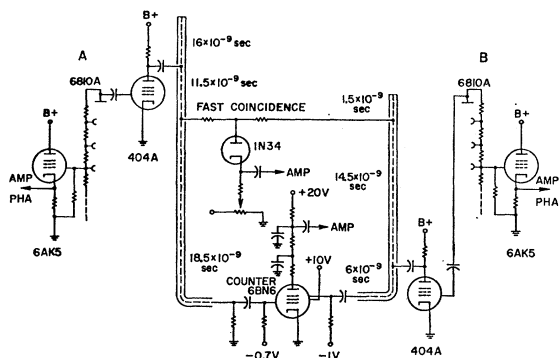 B+
16×10⁻⁹
sec
A
B
6810A
11.5×10⁻⁹
sec
1.5×10⁻⁹
sec
6810A
B+
FAST COINCIDENCE
B+
404A
1N34
AMP
PHA
AMP
14.5×10⁻⁹
sec
+20V
AMP
AMP
PHA
6AK5
B+
6AK5
18.5×10⁻⁹
sec
+10V
6×10⁻⁹
sec
COUNTER
6BN6
404A
-0.7V
-1V